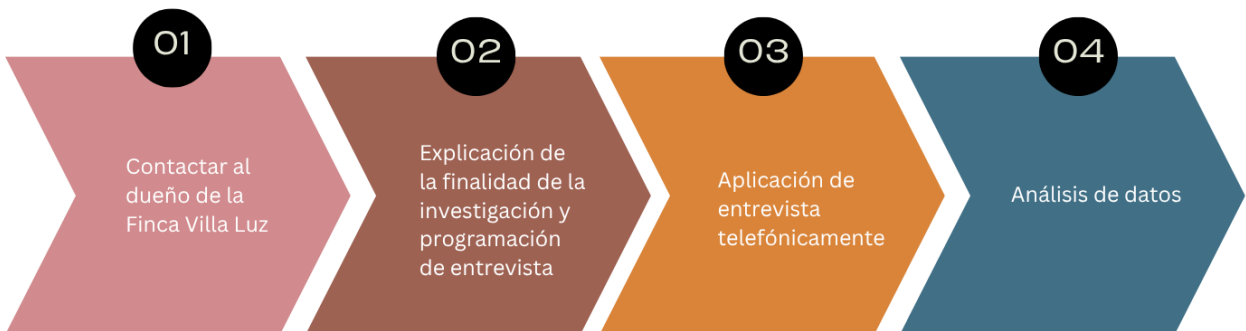 01
Contactar al
dueño de la
Finca Villa Luz
02
Explicación de
la finalidad de la
investigación y
programación
de entrevista
03
Aplicación de
entrevista
telefónicamente
04
Análisis de datos